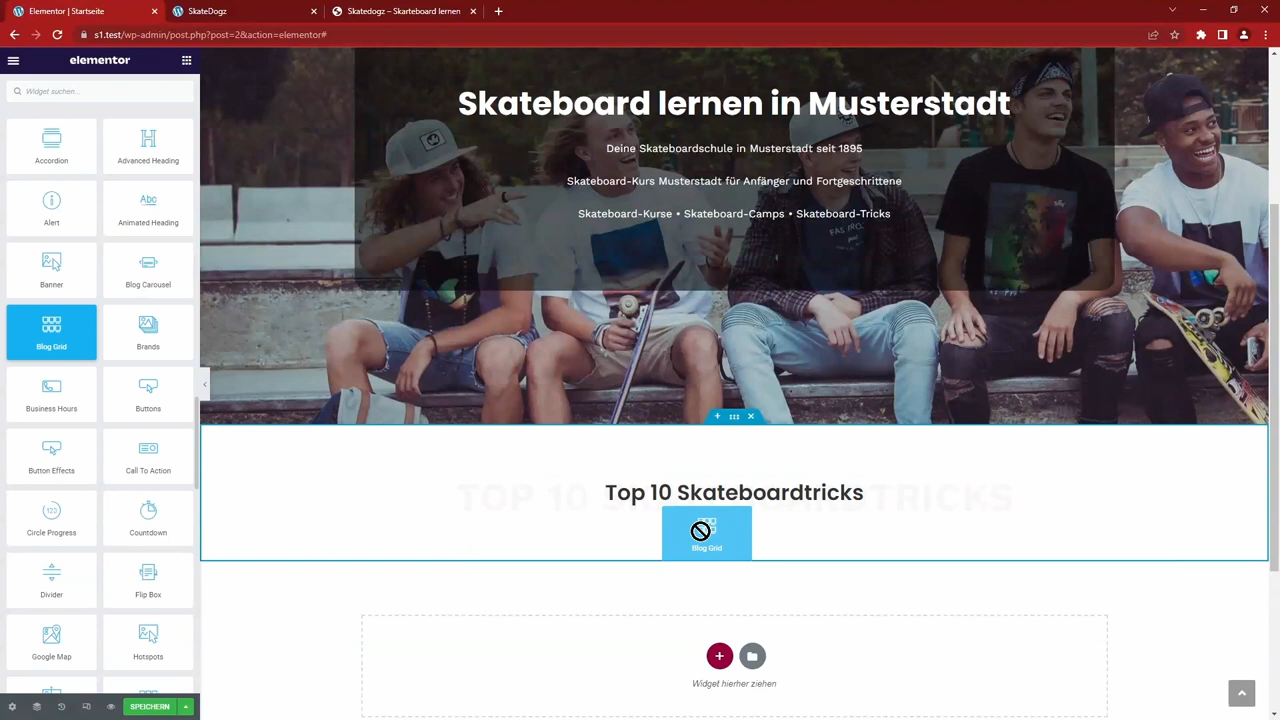 Elementor | Startseite
SkateDogz
Skatedogz – Skarteboard lernen
s1.test/wp-admin/post.php?post=2&action=elementor#
elementor
Widget suchen...
Accordion
Advanced Heading
Alert
Abc
Animated Heading
Banner
Blog Carousel
Blog Grid
Brands
Business Hours
Buttons
Button Effects
Call To Action
123
Circle Progress
Countdown
Divider
Flip Box
Google Map
Hotspots
SPEICHERN
Skateboard lernen in Musterstadt
Deine Skateboardschule in Musterstadt seit 1895
Skateboard-Kurs Musterstadt für Anfänger und Fortgeschrittene
Skateboard-Kurse • Skateboard-Camps • Skateboard-Tricks
Top 10 Skateboardtricks
Blog Grid
Widget hierher ziehen